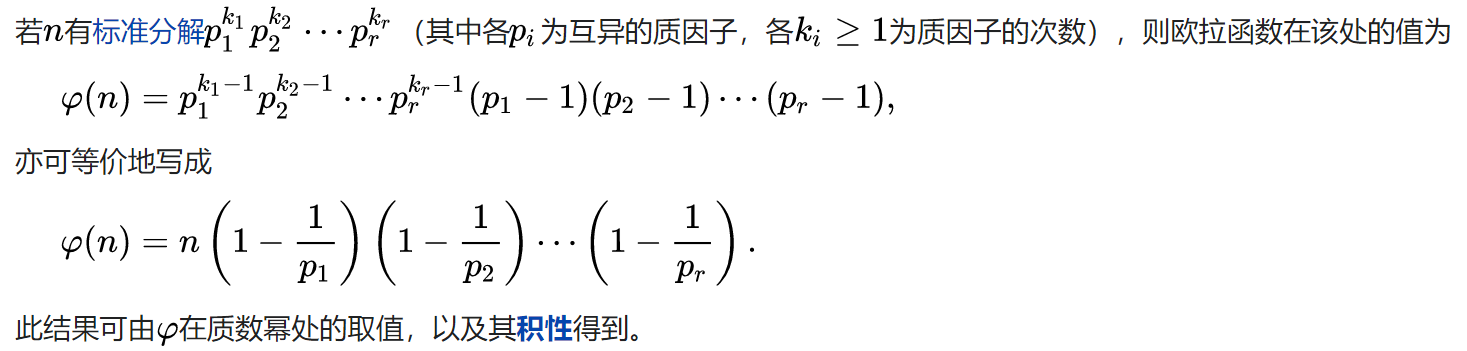 若$n$有标准分解$p_1^{k_1}p_2^{k_2}\cdots p_r^{k_r}$（其中各$p_i$为互异的质因子，各$k_i \geq 1$为质因子的次数），则欧拉函数在该处的值为
$\varphi(n) = p_1^{k_1-1}p_2^{k_2-1}\cdots p_r^{k_r-1}(p_1-1)(p_2-1)\cdots(p_r-1),$
亦可等价地写成
$\varphi(n) = n\left(1-\frac{1}{p_1}\right)\left(1-\frac{1}{p_2}\right)\cdots\left(1-\frac{1}{p_r}\right).$
此结果可由$\varphi$在质数幂处的取值，以及其积性得到。